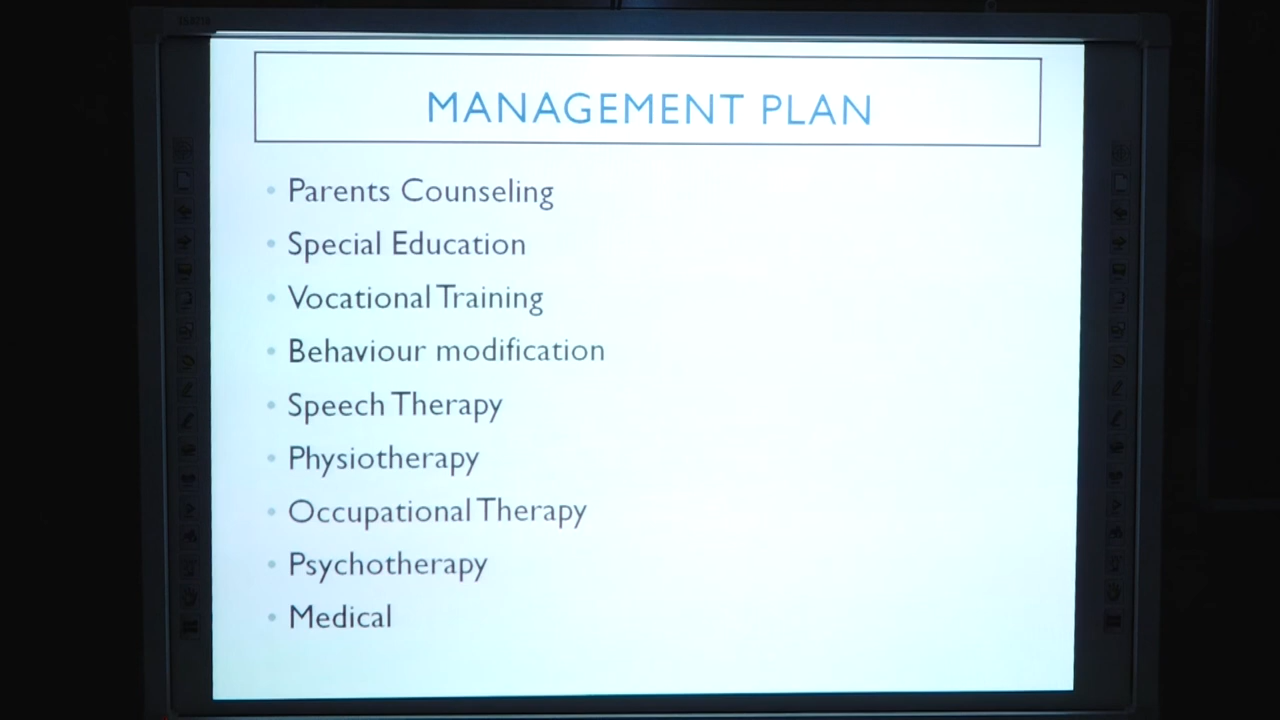 MANAGEMENT PLAN
• Parents Counseling
• Special Education
• Vocational Training
• Behaviour modification
• Speech Therapy
• Physiotherapy
• Occupational Therapy
• Psychotherapy
• Medical